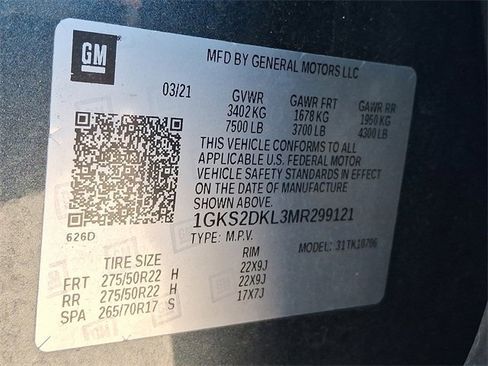 GM
MFD BY GENERAL MOTORS LLC
03/21
GVWR GAWR FRT GAWR RR
3402 KG 1678 KG 1950 KG
7500 LB 3700 LB 4300 LB
THIS VEHICLE CONFORMS TO ALL
APPLICABLE U.S. FEDERAL MOTOR
VEHICLE SAFETY STANDARDS IN EFFECT
ON THE DATE OF MANUFACTURE
SHOWN ABOVE.
626D
1GKS2DKL3MR299121
TYPE: M.P.V. MODEL: 31TK10706
TIRE SIZE RIM
FRT 275/50R22 H 22X9J
RR 275/50R22 H 22X9J
SPA 265/70R17 S 17X7J